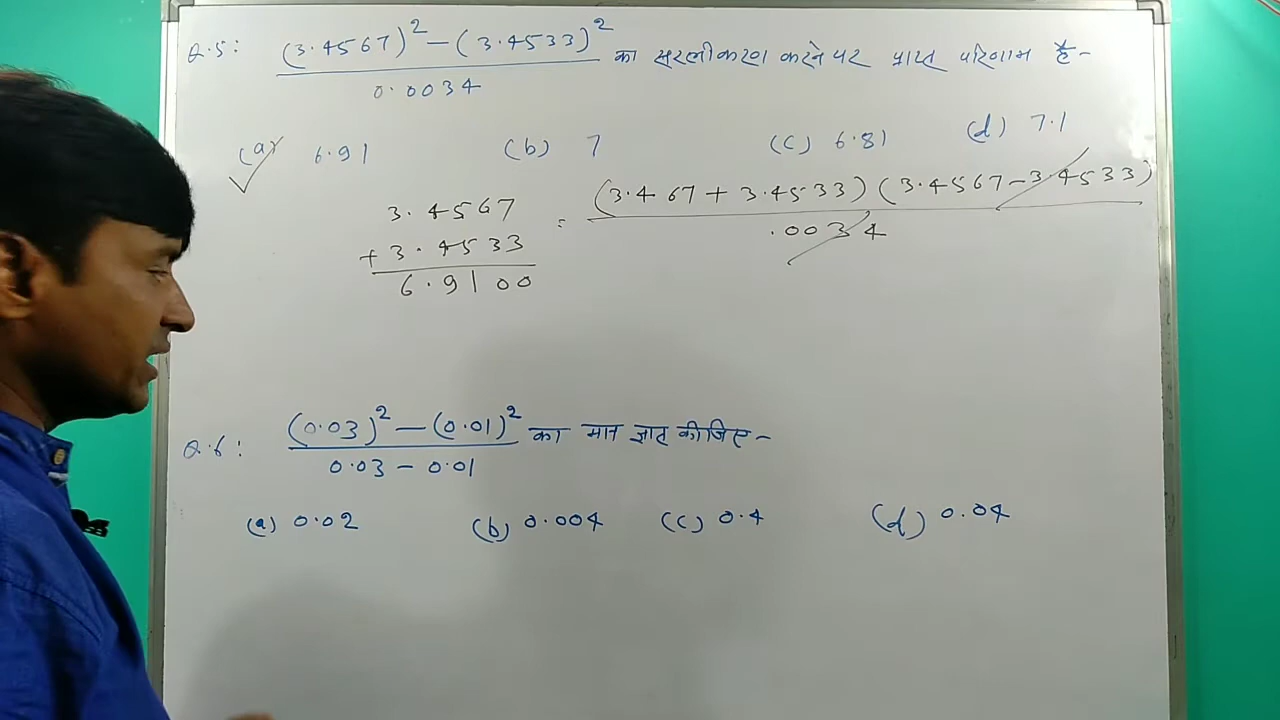 Q.5: (3.4567)² − (3.4533)² / 0.0034 का सरलीकरण करने पर प्राप्त परिणाम है-
(a) 6.91 (b) 7 (c) 6.81 (d) 7.1
3.4567
+3.4533
6.9100
= (3.467 + 3.4533) (3.4567 − 3.4533) / .0034
Q.6: (0.03)² − (0.01)² / 0.03 − 0.01 का मान ज्ञात कीजिए-
(a) 0.02 (b) 0.004 (c) 0.4 (d) 0.04